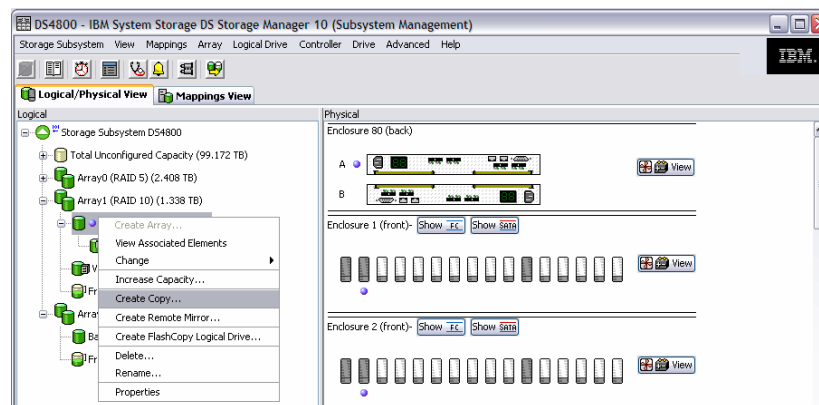 DS4800 - IBM System Storage DS Storage Manager 10 (Subsystem Management)
Storage Subsystem View Mappings Array Logical Drive Controller Drive Advanced Help
IBM.
Logical/Physical View Mappings View
Logical
Storage Subsystem DS4800
Total Unconfigured Capacity (99.172 TB)
Array0 (RAID 5) (2.408 TB)
Array1 (RAID 10) (1.338 TB)
V
Fr
Arra
Ba
Fr
Create Array...
View Associated Elements
Change
Increase Capacity...
Create Copy...
Create Remote Mirror...
Create FlashCopy Logical Drive...
Delete...
Rename...
Properties
Physical
Enclosure 80 (back)
A
View
B
Enclosure 1 (front)- Show FC Show SATA
View
Enclosure 2 (front)- Show FC Show SATA
View